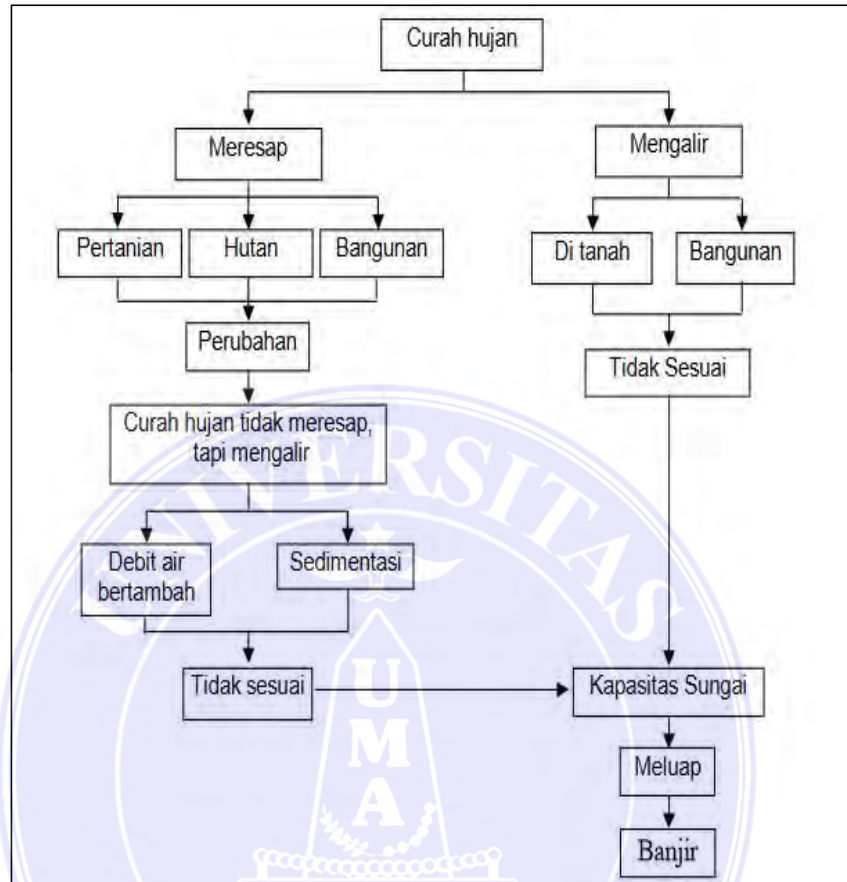 Curah hujan
Meresap
Mengalir
Pertanian
Hutan
Bangunan
Di tanah
Bangunan
Perubahan
Tidak Sesuai
Curah hujan tidak meresap,
tapi mengalir
Debit air
bertambah
Sedimentasi
Tidak sesuai
Kapasitas Sungai
Meluap
Banjir
UNIVERSITAS
U
M
A